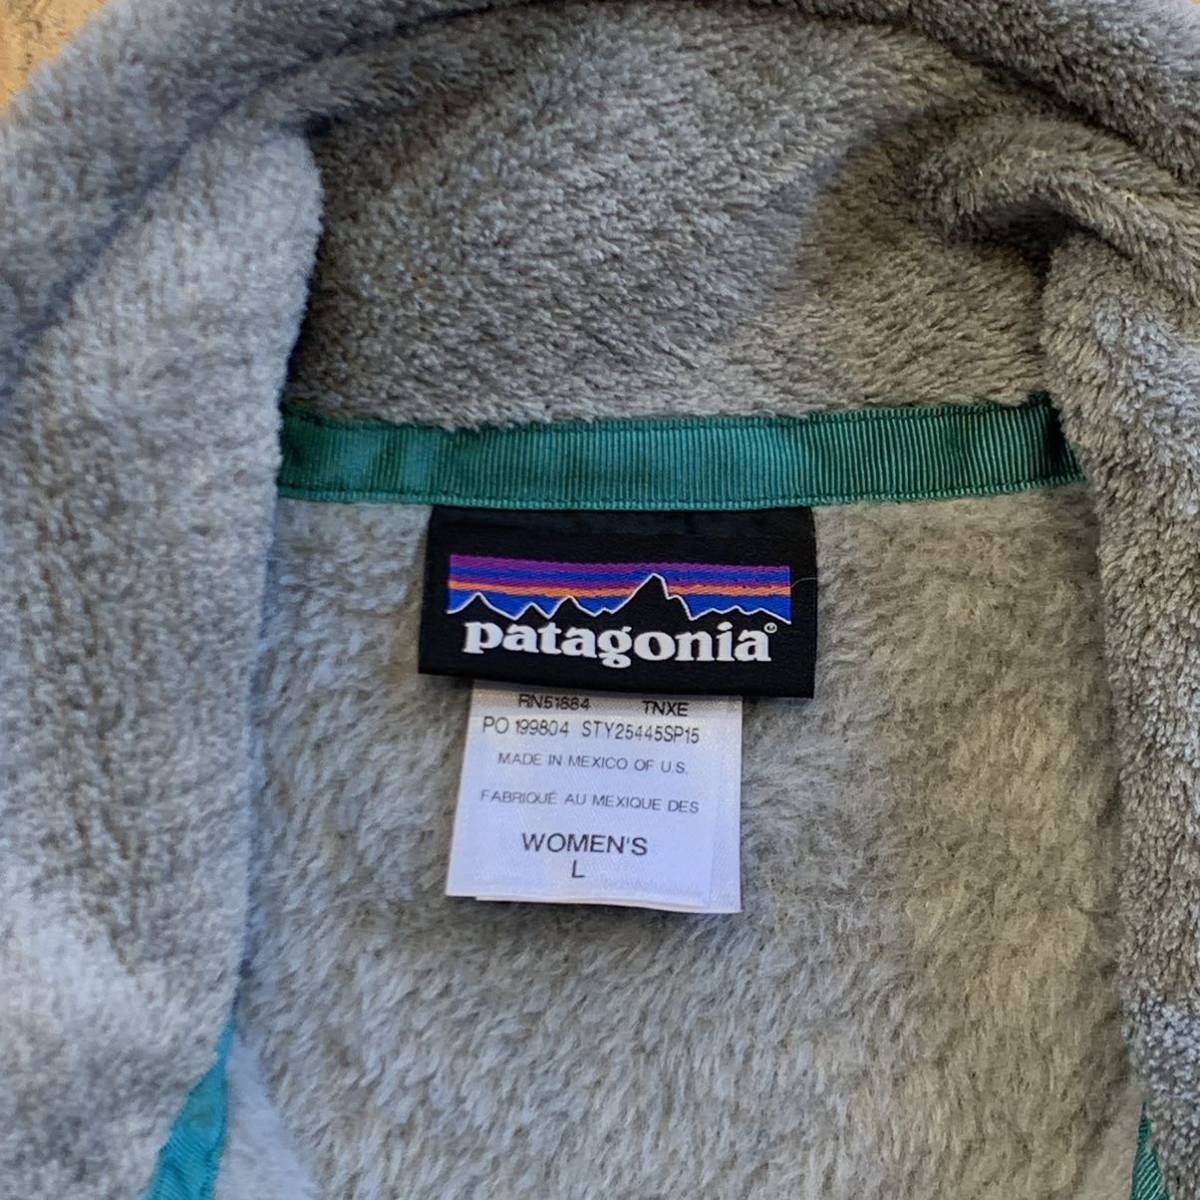 patagonia®
RN51884 TNXE
PO 199804 STY25445SP15
MADE IN MEXICO OF U.S.
FABRIQUÉ AU MEXIQUE DES
WOMEN'S
L